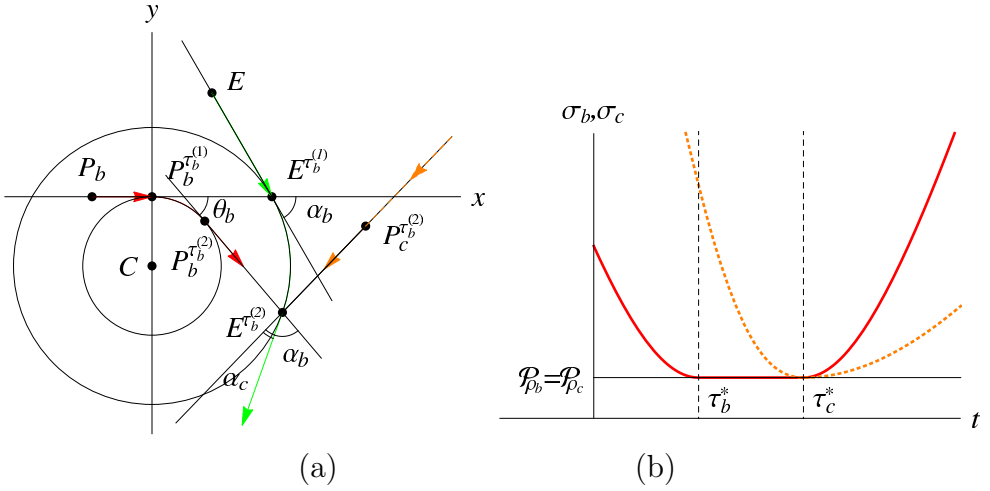 y
E
P_b
P_b^{τ_b^{(1)}}
E^{τ_b^{(1)}}
x
θ_b
α_b
P_c^{τ_b^{(2)}}
P_b^{τ_b^{(2)}}
C
E^{τ_b^{(2)}}
α_b
α_c
(a)
σ_b,σ_c
𝒫_{ρ_b}=𝒫_{ρ_c}
τ_b^*
τ_c^*
t
(b)